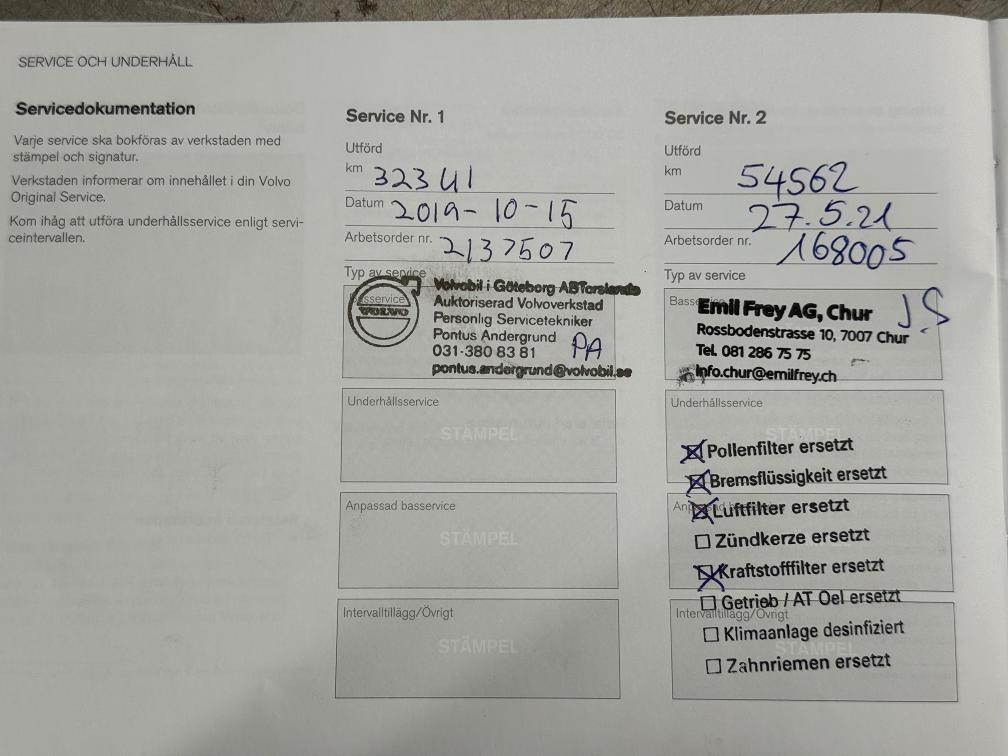 SERVICE OCH UNDERHÅLL
Servicedokumentation
Varje service ska bokföras av verkstaden med
stämpel och signatur.
Verkstaden informerar om innehållet i din Volvo
Original Service.
Kom ihåg att utföra underhållsservice enligt servi-
ceintervallen.
Service Nr. 1
Utförd
km 32341
Datum 2019-10-15
Arbetsorder nr. 2137507
Typ av service
Basservice
VOLVO
Volvobil i Göteborg AB Torslanda
Auktoriserad Volvoverkstad
Personlig Servicetekniker
Pontus Andergrund
031-380 83 81 PA
pontus.andergrund@volvobil.se
Underhållsservice
STÄMPEL
Anpassad basservice
STÄMPEL
Intervalltillägg/Övrigt
STÄMPEL
Service Nr. 2
Utförd
km 54562
Datum 27.5.21
Arbetsorder nr. 168005
Typ av service
Basservice
Emil Frey AG, Chur J.S
Rossbodenstrasse 10, 7007 Chur
Tel. 081 286 75 75
info.chur@emilfrey.ch
Underhållsservice
STÄMPEL
Pollenfilter ersetzt
Bremsflüssigkeit ersetzt
Anpassad basservice
Luftfilter ersetzt
Zündkerze ersetzt
Kraftstofffilter ersetzt
Getrieb / AT Oel ersetzt
Intervalltillägg/Övrigt
Klimaanlage desinfiziert
STÄMPEL
Zahnriemen ersetzt